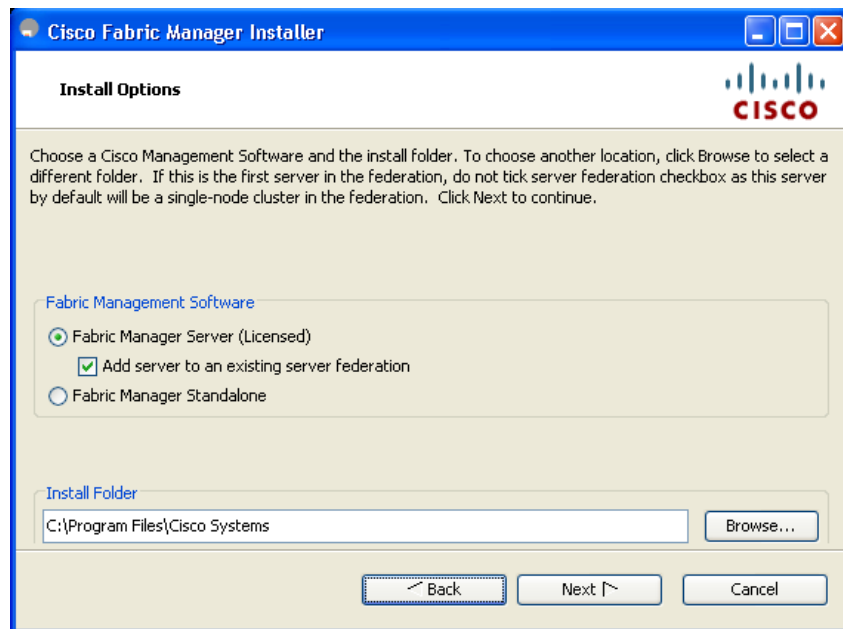 Cisco Fabric Manager Installer
Install Options
CISCO
Choose a Cisco Management Software and the install folder. To choose another location, click Browse to select a
different folder.  If this is the first server in the federation, do not tick server federation checkbox as this server
by default will be a single-node cluster in the federation.  Click Next to continue.
Fabric Management Software
Fabric Manager Server (Licensed)
Add server to an existing server federation
Fabric Manager Standalone
Install Folder
C:\Program Files\Cisco Systems
Browse...
Back
Next
Cancel